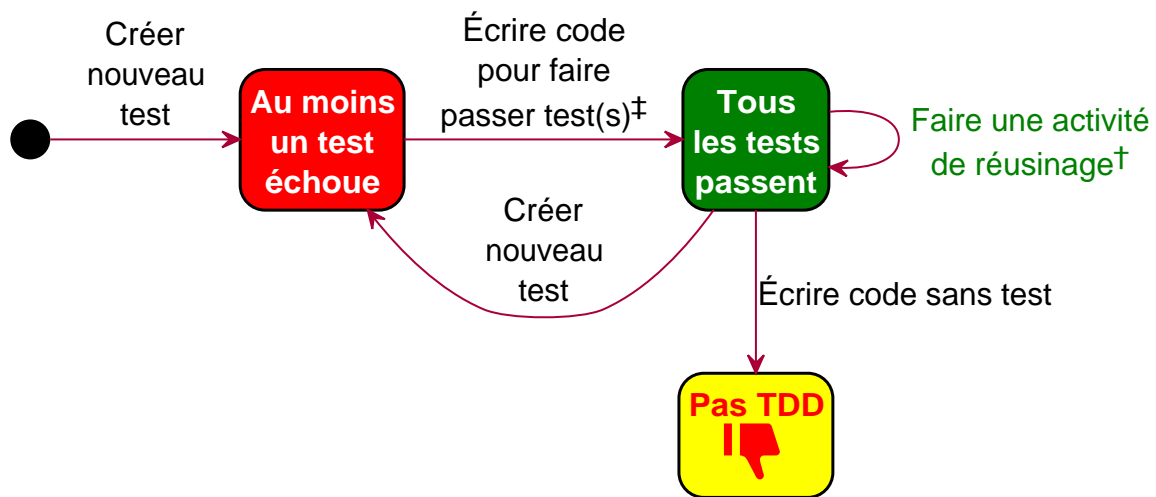 Créer
nouveau
test
Au moins
un test
échoue
Écrire code
pour faire
passer test(s)‡
Tous
les tests
passent
Faire une activité
de réusinage†
Créer
nouveau
test
Écrire code sans test
Pas TDD